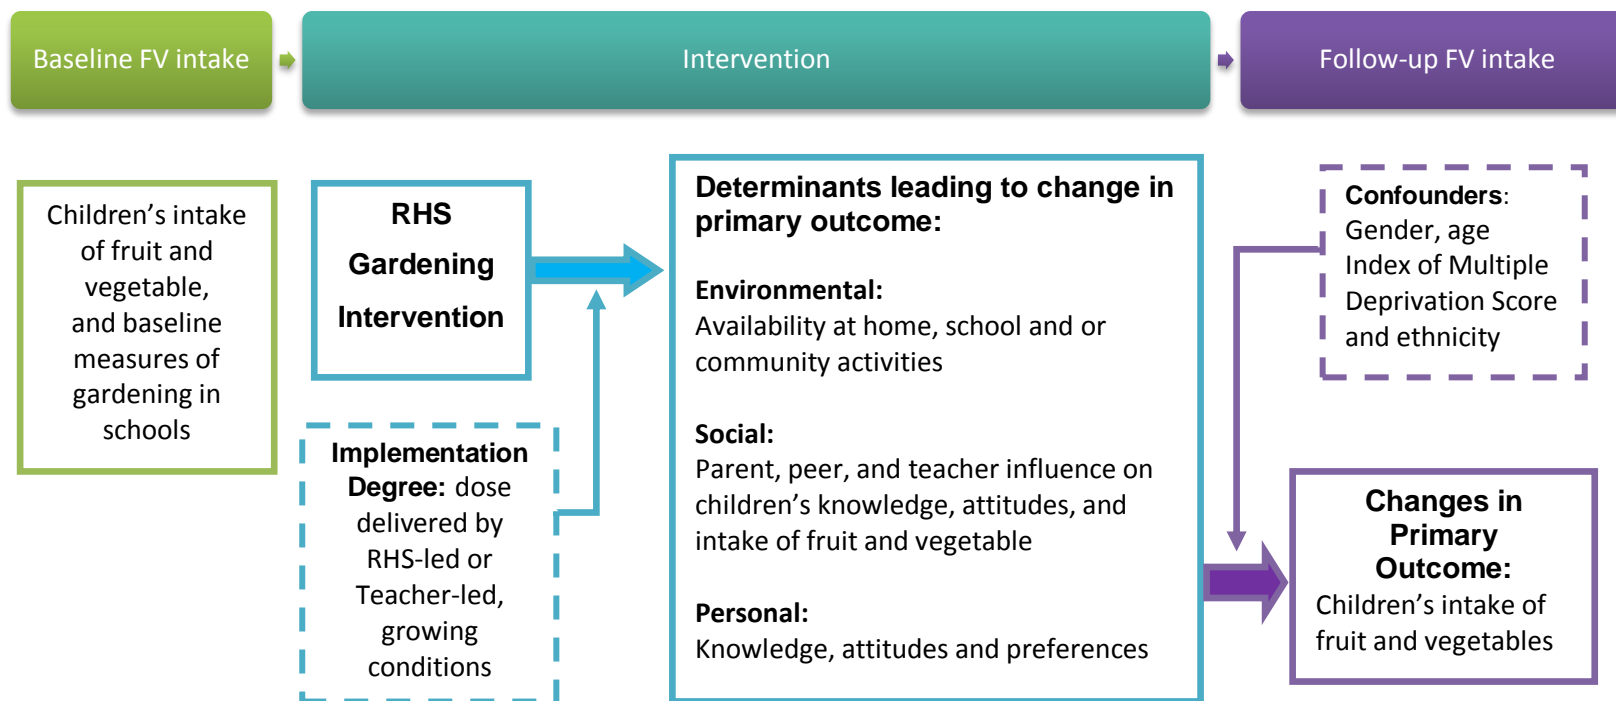 Baseline FV intake
Intervention
Follow-up FV intake
Children’s intake
of fruit and
vegetable,
and baseline
measures of
gardening in
schools
RHS
Gardening
Intervention
Implementation
Degree: dose
delivered by
RHS-led or
Teacher-led,
growing
conditions
Determinants leading to change in
primary outcome:
Environmental:
Availability at home, school and or
community activities
Social:
Parent, peer, and teacher influence on
children’s knowledge, attitudes, and
intake of fruit and vegetable
Personal:
Knowledge, attitudes and preferences
Confounders:
Gender, age
Index of Multiple
Deprivation Score
and ethnicity
Changes in
Primary
Outcome:
Children’s intake of
fruit and vegetables